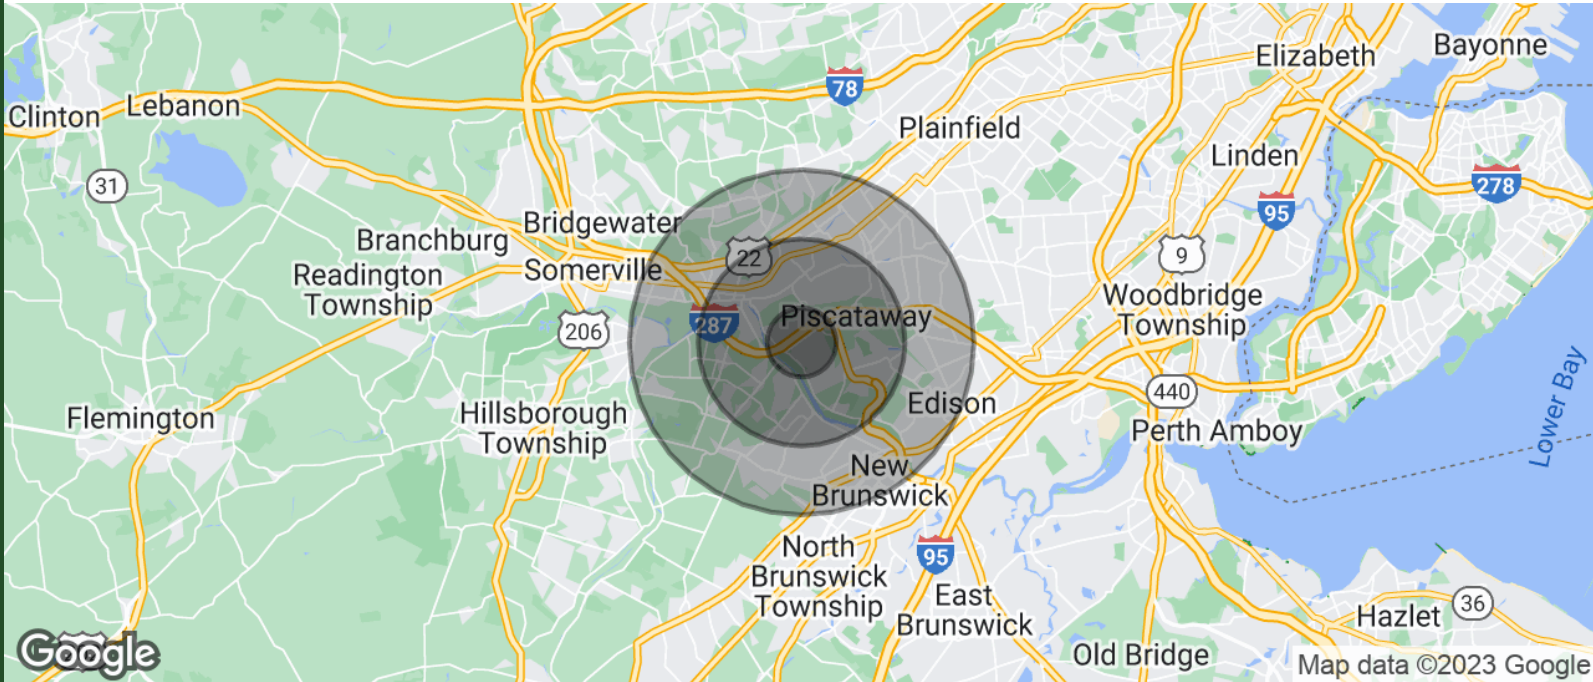 Elizabeth
Bayonne
78
Clinton
Lebanon
Plainfield
Linden
31
278
95
Bridgewater
Branchburg
22
9
Somerville
Readington
Township
Woodbridge
Township
287
Piscataway
206
440
Edison
Flemington
Hillsborough
Township
Perth Amboy
Lower Bay
New
Brunswick
95
North
Brunswick
Township
East
Brunswick
36
Hazlet
Old Bridge
Google
Map data ©2023 Google